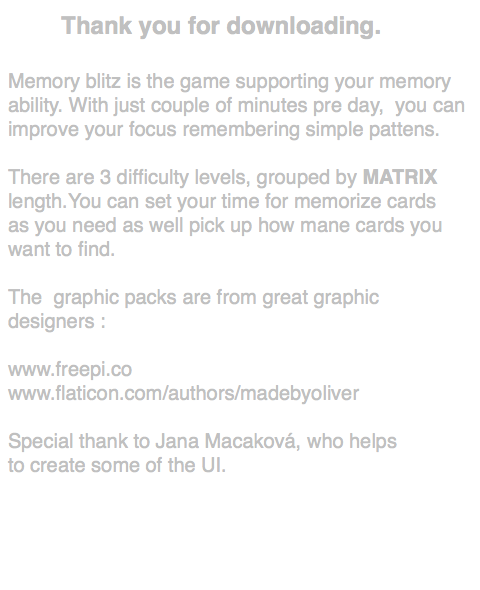 Thank you for downloading.
Memory blitz is the game supporting your memory
ability. With just couple of minutes pre day,  you can
improve your focus remembering simple pattens.
There are 3 difficulty levels, grouped by MATRIX
length.You can set your time for memorize cards
as you need as well pick up how mane cards you
want to find.
The  graphic packs are from great graphic
designers :
www.freepi.co
www.flaticon.com/authors/madebyoliver
Special thank to Jana Macaková, who helps
to create some of the UI.